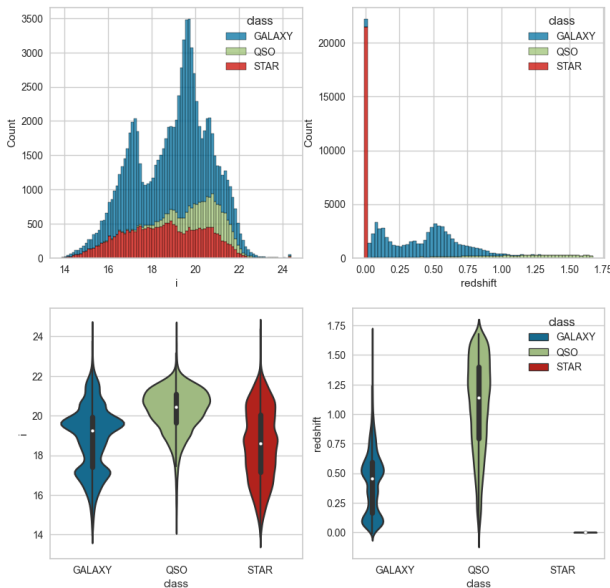 class
GALAXY
QSO
STAR
3500
3000
2500
2000
1500
1000
500
0
Count
14 16 18 20 22 24
i
class
GALAXY
QSO
STAR
20000
15000
10000
5000
0
Count
0.00 0.25 0.50 0.75 1.00 1.25 1.50 1.75
redshift
24
22
20
18
16
14
i
GALAXY QSO STAR
class
class
GALAXY
QSO
STAR
1.75
1.50
1.25
1.00
0.75
0.50
0.25
0.00
redshift
GALAXY QSO STAR
class